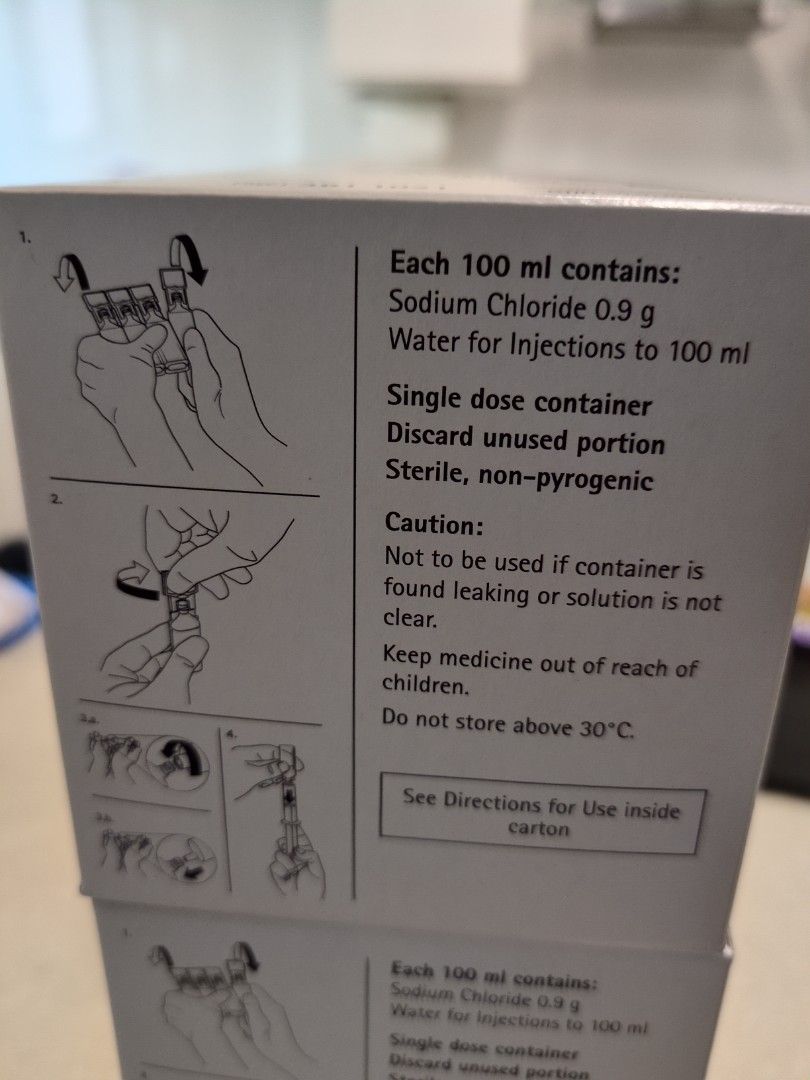 1.
Each 100 ml contains:
Sodium Chloride 0.9 g
Water for Injections to 100 ml
Single dose container
Discard unused portion
Sterile, non-pyrogenic
2.
Caution:
Not to be used if container is
found leaking or solution is not
clear.
Keep medicine out of reach of
children.
Do not store above 30°C.
4.
See Directions for Use inside
carton
1.
Each 100 ml contains:
Sodium Chloride 0.9 g
Water for Injections to 100 ml
Single dose container
Discard unused portion